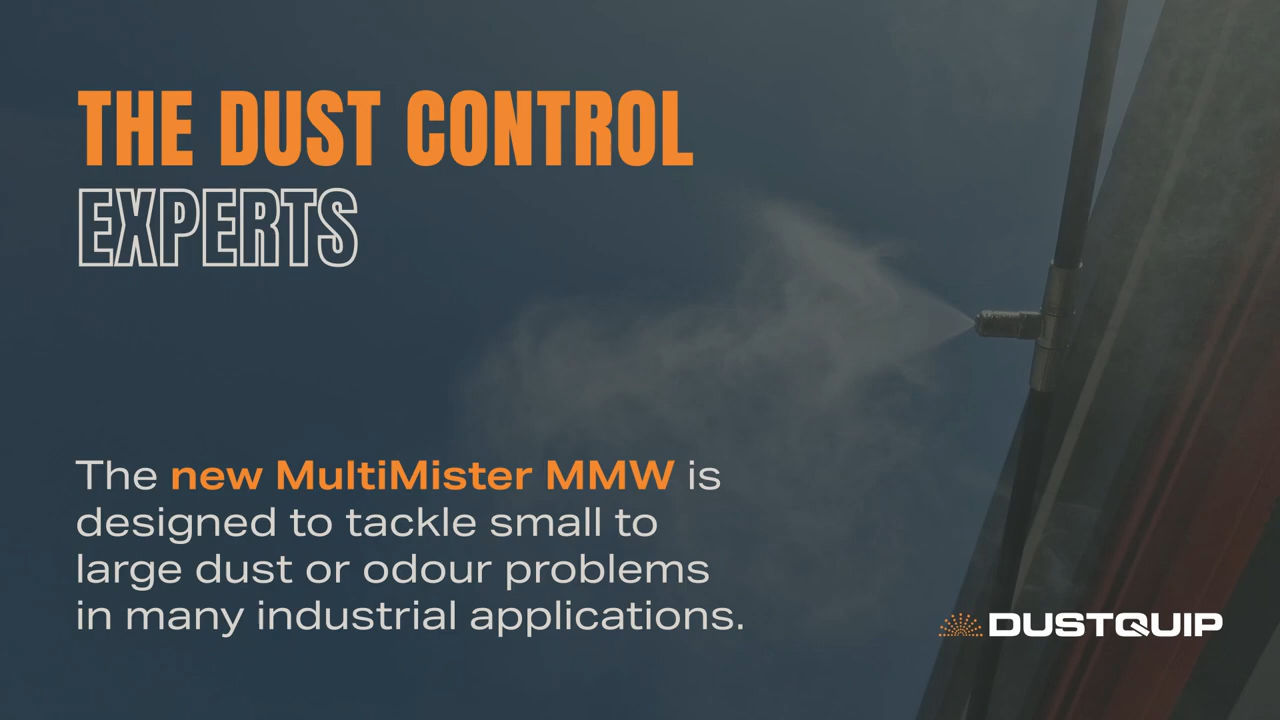 THE DUST CONTROL
EXPERTS
The new MultiMister MMW is
designed to tackle small to
large dust or odour problems
in many industrial applications.
DUSTQUIP